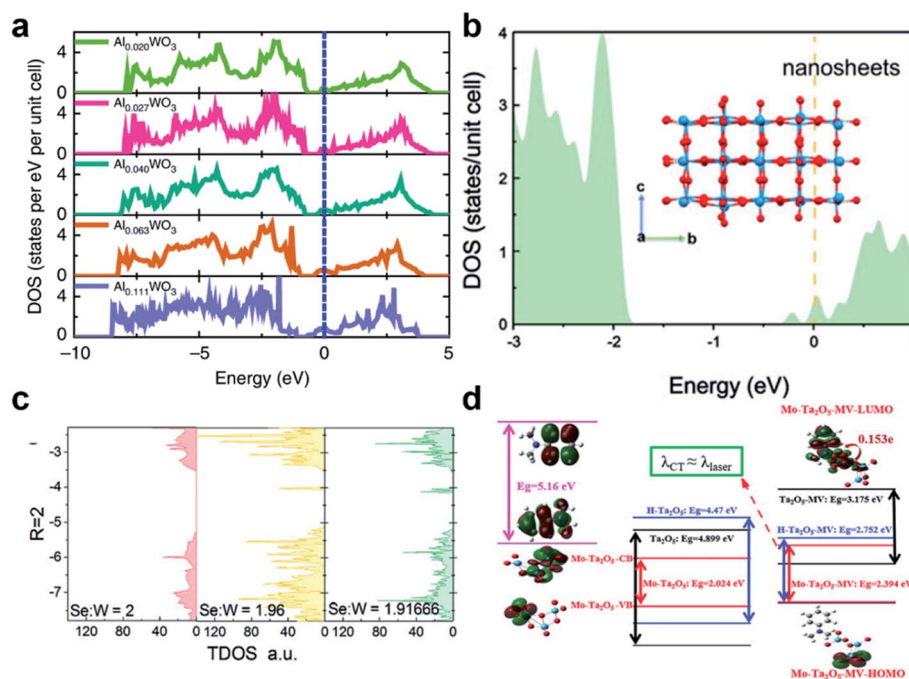 a
Al0.020WO3
Al0.027WO3
Al0.040WO3
Al0.063WO3
Al0.111WO3
DOS (states per eV per unit cell)
4
0
4
0
4
0
4
0
4
0
−10
−5
0
5
Energy (eV)
b
nanosheets
c
a
b
DOS (states/unit cell)
4
3
2
1
0
-3
-2
-1
0
Energy (eV)
c
R=2
-3
-4
-5
-6
-7
Se:W = 2
Se:W = 1.96
Se:W = 1.91666
120 80 40 0
120 80 40 0
120 80 40 0
TDOS a.u.
d
Mo-Ta2O5-MV-LUMO
0.153e
λCT ≈ λlaser
Eg=5.16 eV
Ta2O5-MV: Eg=3.175 eV
H-Ta2O5: Eg=4.47 eV
H-Ta2O5-MV: Eg=2.752 eV
Ta2O5: Eg=4.899 eV
Mo-Ta2O5-CB
Mo-Ta2O5: Eg=2.024 eV
Mo-Ta2O5-MV: Eg=2.394 eV
Mo-Ta2O5-VB
Mo-Ta2O5-MV-HOMO